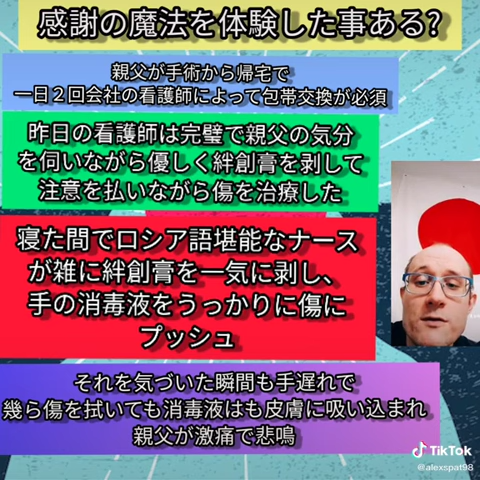 感謝の魔法を体験した事ある?
親父が手術から帰宅で
一日2回会社の看護師によって包帯交換が必須
昨日の看護師は完璧で親父の気分
を伺いながら優しく絆創膏を剥して
注意を払いながら傷を治療した
寝た間でロシア語堪能なナース
が雑に絆創膏を一気に剥し、
手の消毒液をうっかりに傷に
プッシュ
それを気づいた瞬間も手遅れで
幾ら傷を拭いても消毒液はも皮膚に吸い込まれ
親父が激痛で悲鳴
TikTok
@alexspat98